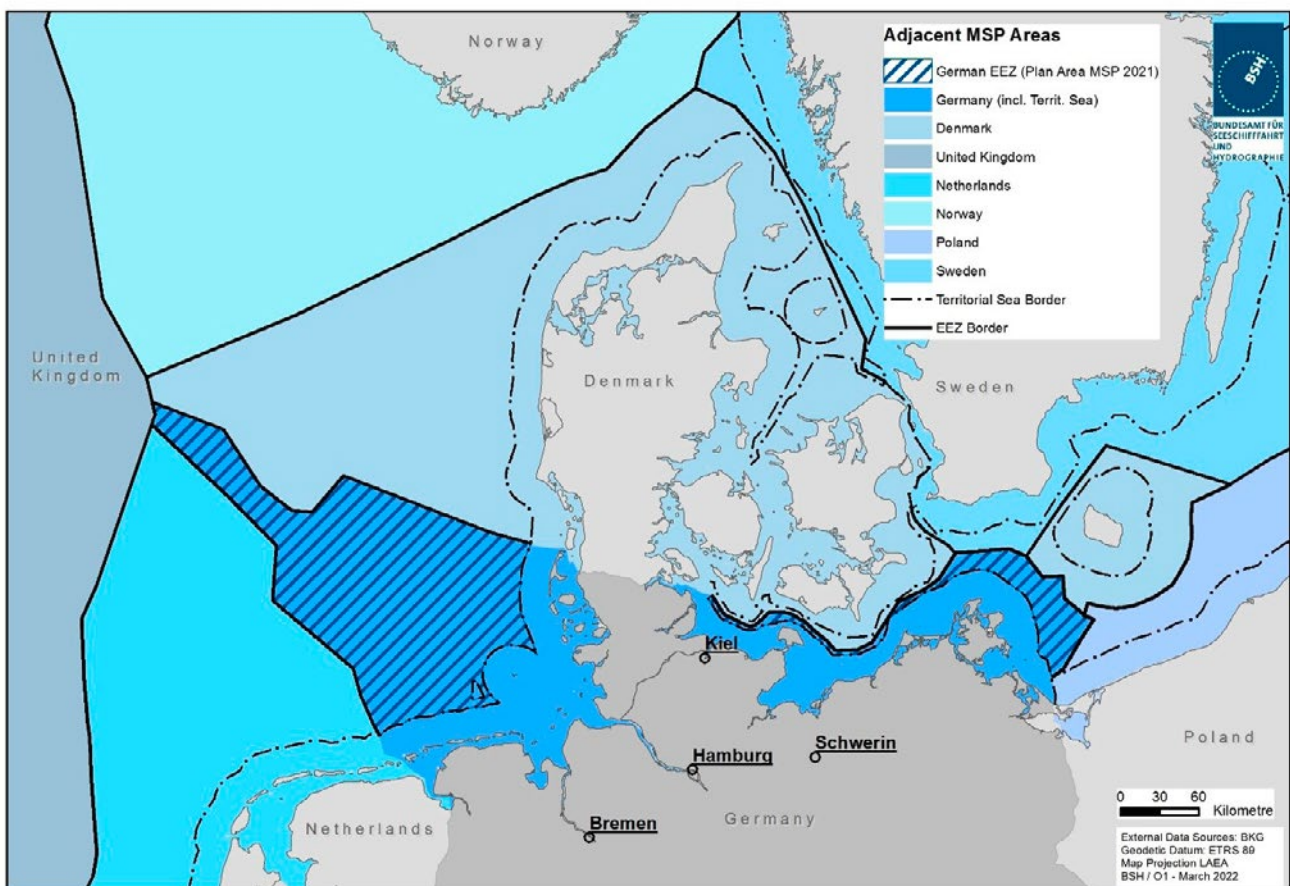 Norway
Adjacent MSP Areas
German EEZ (Plan Area MSP 2021)
Germany (incl. Territ. Sea)
Denmark
United Kingdom
Netherlands
Norway
Poland
Sweden
Territorial Sea Border
EEZ Border
BSH
BUNDESAMT FÜR
SEESCHIFFFAHRT
UND
HYDROGRAPHIE
United
Kingdom
Denmark
Sweden
Kiel
Hamburg
Schwerin
Bremen
Netherlands
Germany
Poland
0 30 60
Kilometre
External Data Sources: BKG
Geodetic Datum: ETRS 89
Map Projection LAEA
BSH / O1 - March 2022